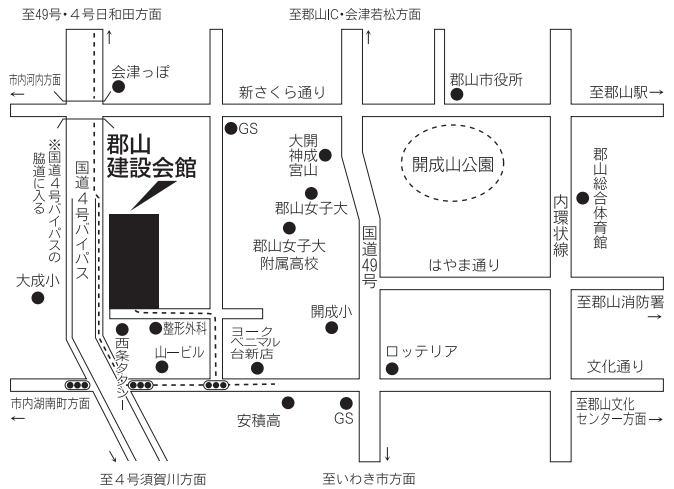 至49号・４号日和田方面
至郡山IC・会津若松方面
市内河内方面
会津っぽ
新さくら通り
郡山市役所
至郡山駅
GS
郡山
建設会館
大開
神成
宮山
開成山公園
郡山総合体育館
※国道４号バイパスの
脇道に入る
国道４号バイパス
郡山女子大
内環状線
国道49号
郡山女子大
附属高校
はやま通り
大成小
至郡山消防署
開成小
整形外科
ヨーク
ベニマル
台新店
西条タクシー
山一ビル
ロッテリア
文化通り
市内湖南町方面
安積高
GS
至郡山文化
センター方面
至４号須賀川方面
至いわき市方面